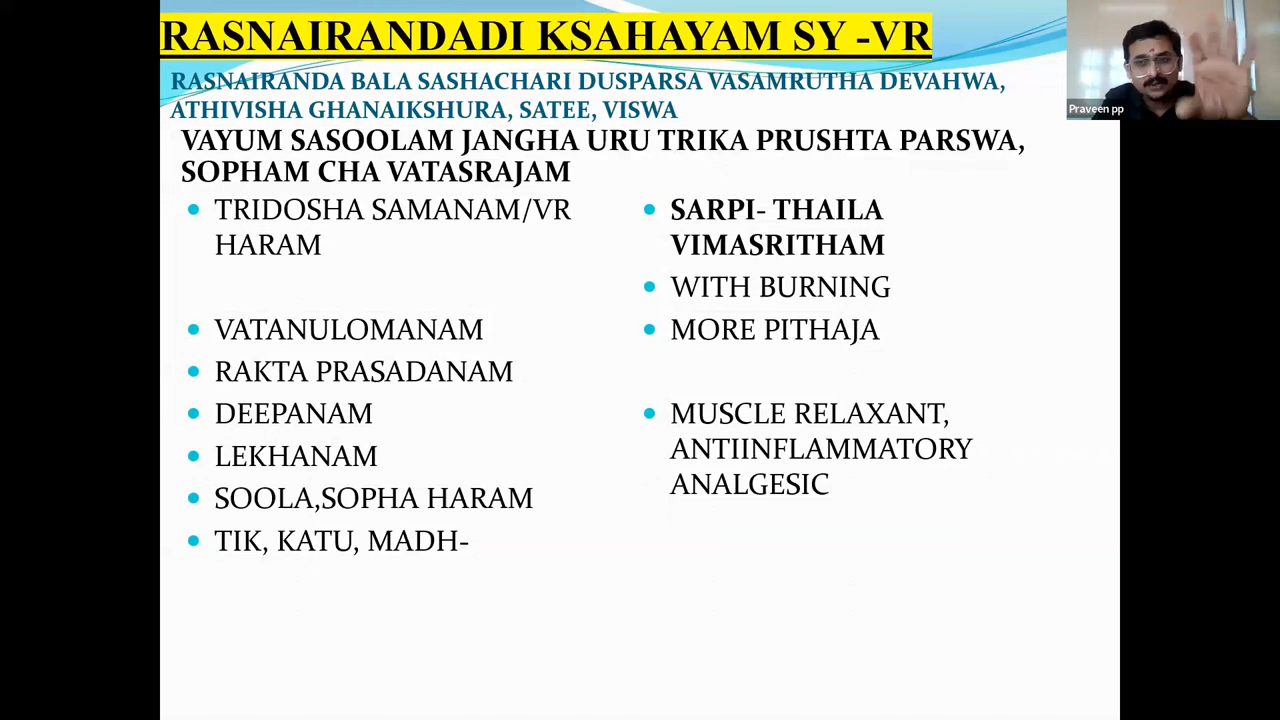 RASNAIRANDADI KSAHAYAM SY -VR
RASNAIRANDA BALA SASHACHARI DUSPARSA VASAMRUTHA DEVAHWA,
ATHIVISHA GHANAIKSHURA, SATEE, VISWA
VAYUM SASOOLAM JANGHA URU TRIKA PRUSHTA PARSWA,
SOPHAM CHA VATASRAJAM
TRIDOSHA SAMANAM/VR
HARAM
VATANULOMANAM
RAKTA PRASADANAM
DEEPANAM
LEKHANAM
SOOLA,SOPHA HARAM
TIK, KATU, MADH-
SARPI- THAILA
VIMASRITHAM
WITH BURNING
MORE PITHAJA
MUSCLE RELAXANT,
ANTIINFLAMMATORY
ANALGESIC
Praveen pp